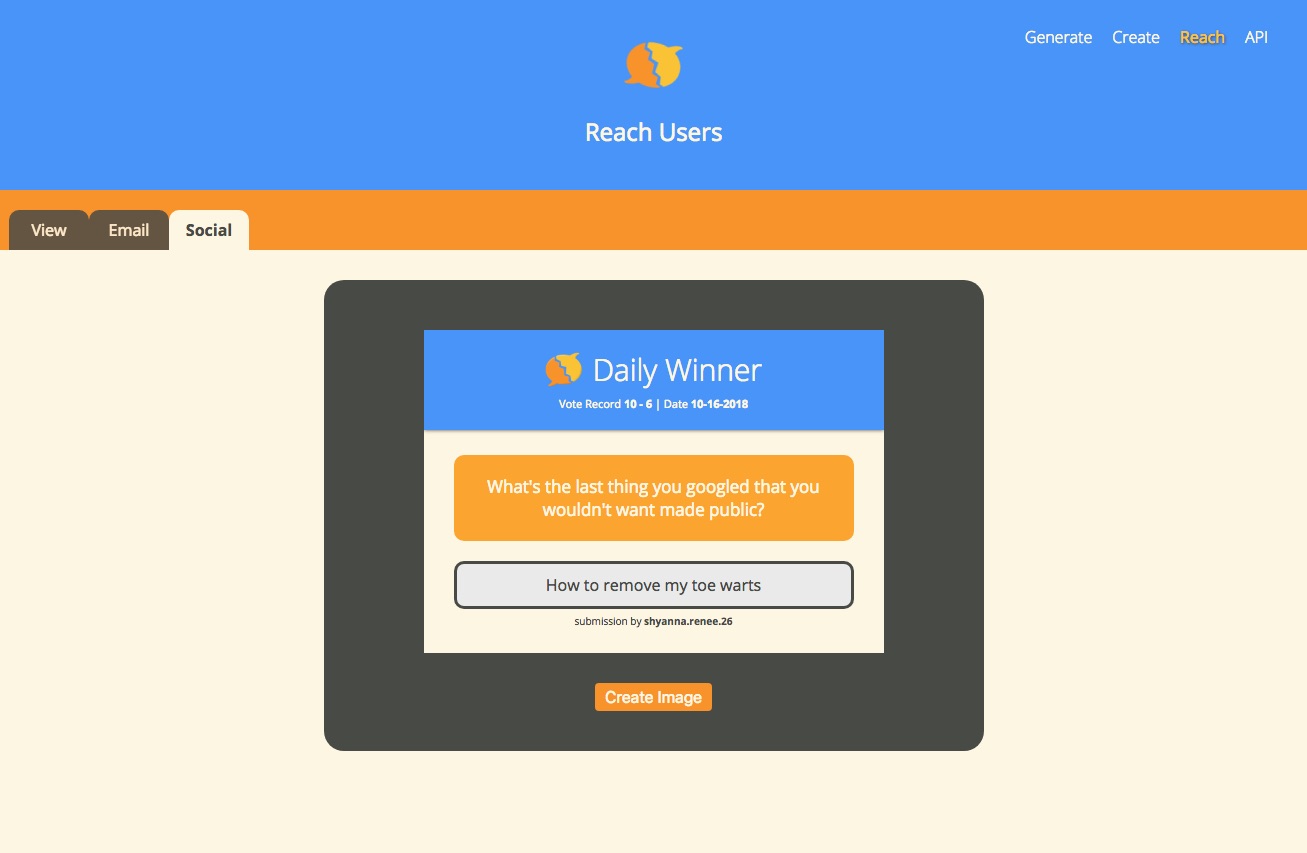 Generate Create Reach API
Reach Users
View Email Social
Daily Winner
Vote Record 10 - 6 | Date 10-16-2018
What's the last thing you googled that you
wouldn't want made public?
How to remove my toe warts
submission by shyanna.renee.26
Create Image